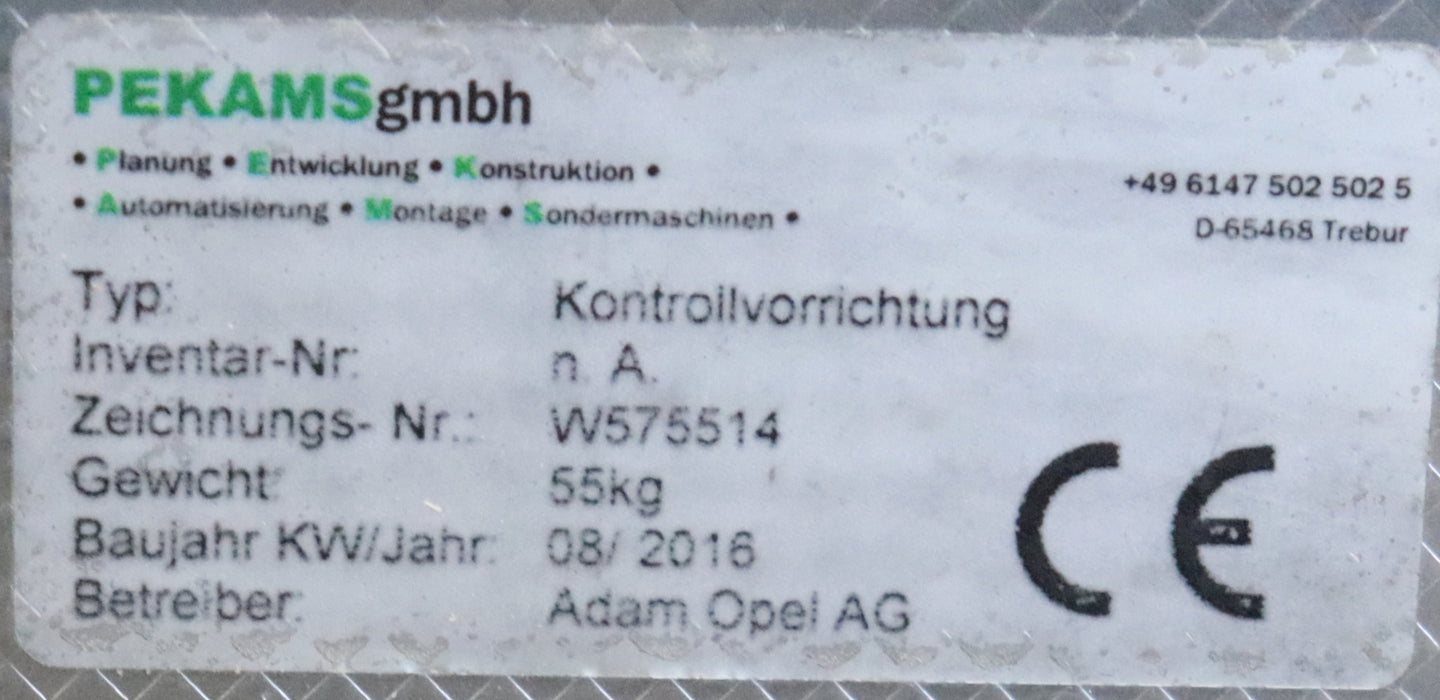 PEKAMSgmbh
• Planung • Entwicklung • Konstruktion •
• Automatisierung • Montage • Sondermaschinen •
+49 6147 502 502 5
D-65468 Trebur
Typ: Kontrollvorrichtung
Inventar-Nr: n. A.
Zeichnungs- Nr.: W575514
Gewicht: 55kg
Baujahr KW/Jahr: 08/ 2016
Betreiber: Adam Opel AG
CE